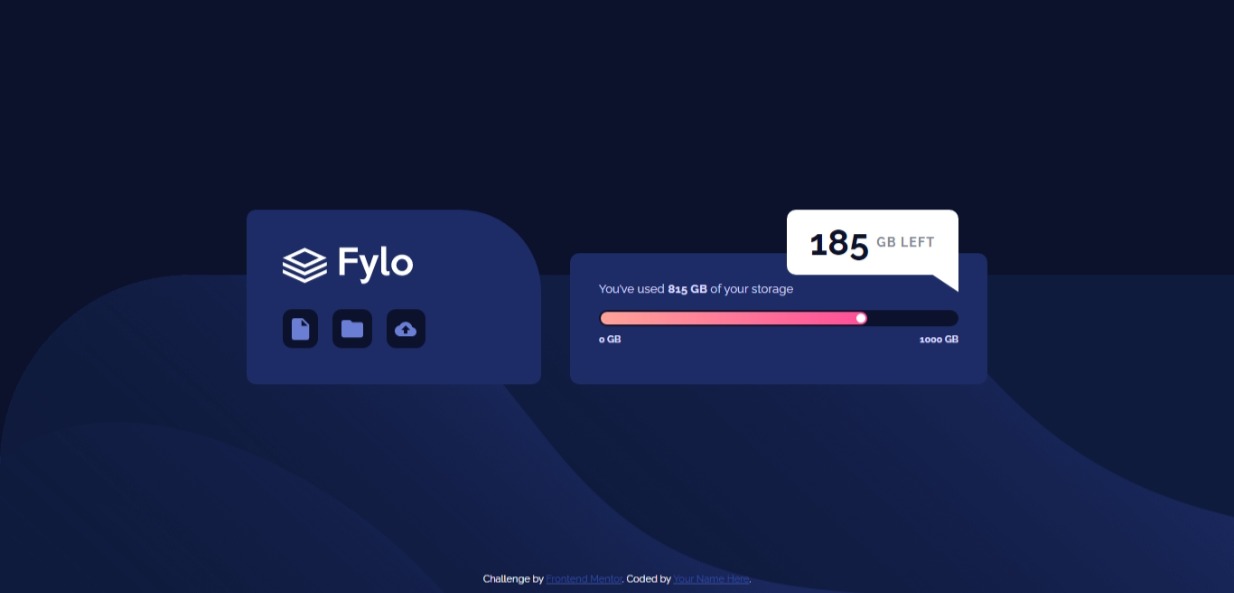 Fylo
185 GB LEFT
You've used 815 GB of your storage
0 GB
1000 GB
Challenge by Frontend Mentor. Coded by Your Name Here.